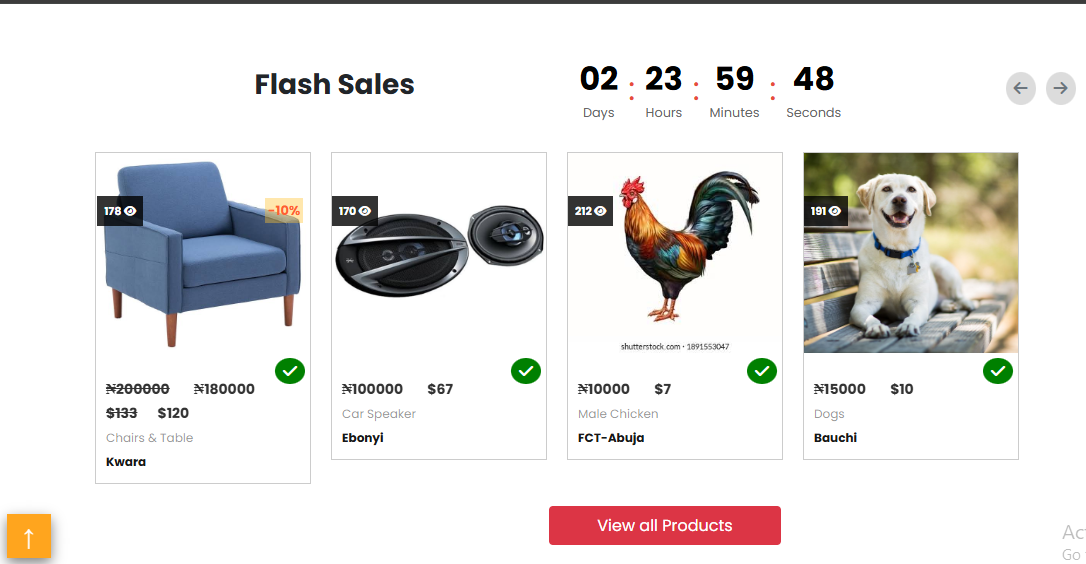 Flash Sales
02 : 23 : 59 : 48
Days Hours Minutes Seconds
178
-10%
170
212
191
shutterstock.com · 1891553047
₦200000 ₦180000
$133 $120
Chairs & Table
Kwara
₦100000 $67
Car Speaker
Ebonyi
₦10000 $7
Male Chicken
FCT-Abuja
₦15000 $10
Dogs
Bauchi
View all Products
Go